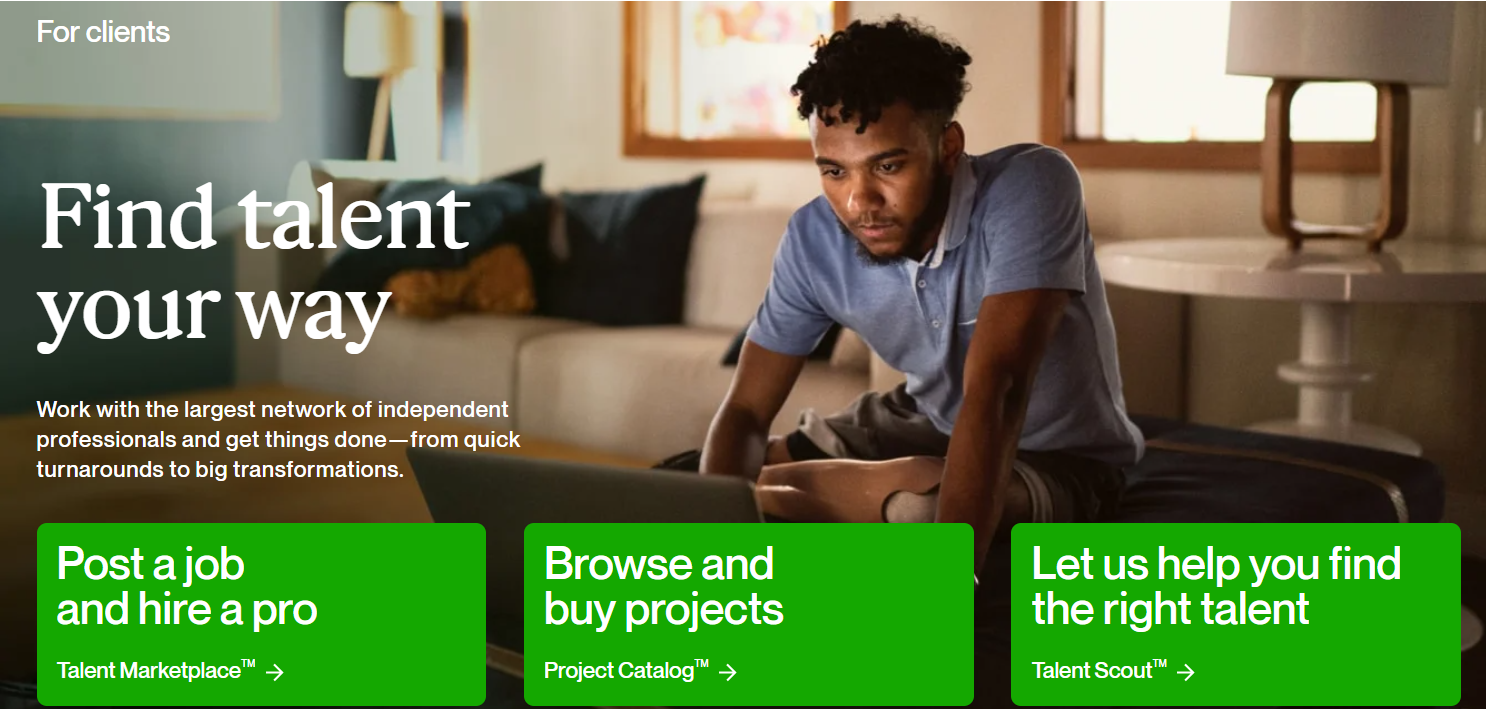 For clients
Find talent
your way
Work with the largest network of independent
professionals and get things done—from quick
turnarounds to big transformations.
Post a job
and hire a pro
Talent Marketplace™ →
Browse and
buy projects
Project Catalog™ →
Let us help you find
the right talent
Talent Scout™ →